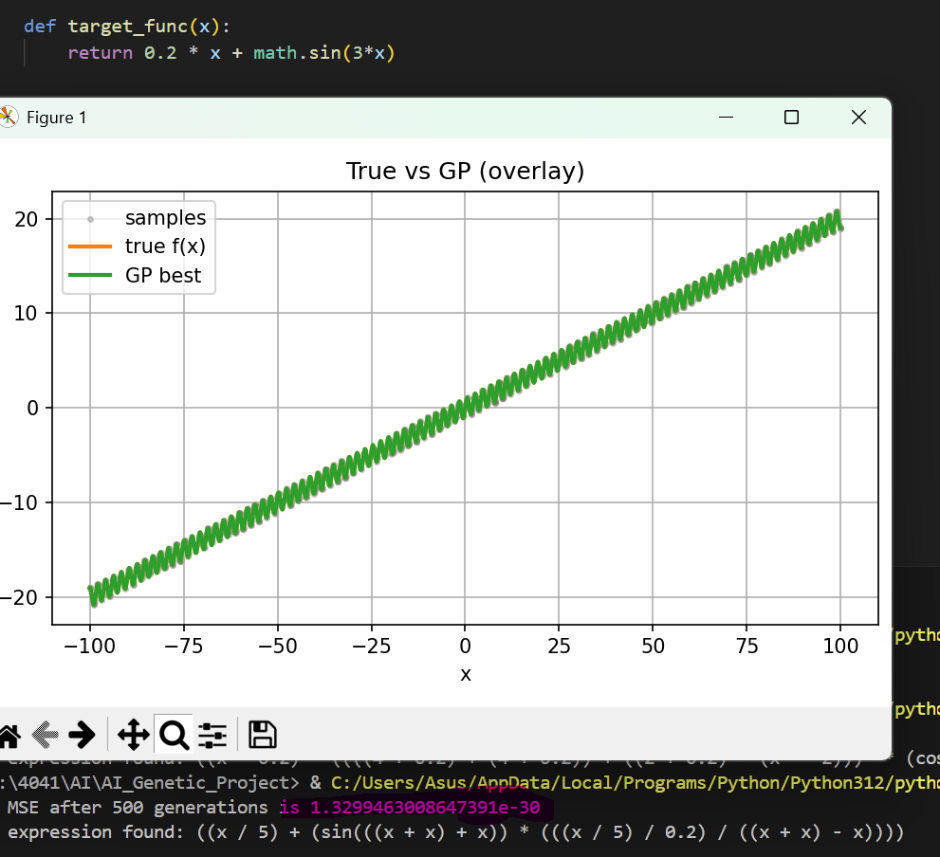 def target_func(x):
return 0.2 * x + math.sin(3*x)
Figure 1
True vs GP (overlay)
samples
true f(x)
GP best
20
10
0
−10
−20
−100 −75 −50 −25 0 25 50 75 100
x
/pytho
/pytho
(cos
:\4041\AI\AI_Genetic_Project> & C:/Users/Asus/AppData/Local/Programs/Python/Python312/pytho
MSE after 500 generations is 1.3299463008647391e-30
expression found: ((x / 5) + (sin(((x + x) + x)) * (((x / 5) / 0.2) / ((x + x) - x))))